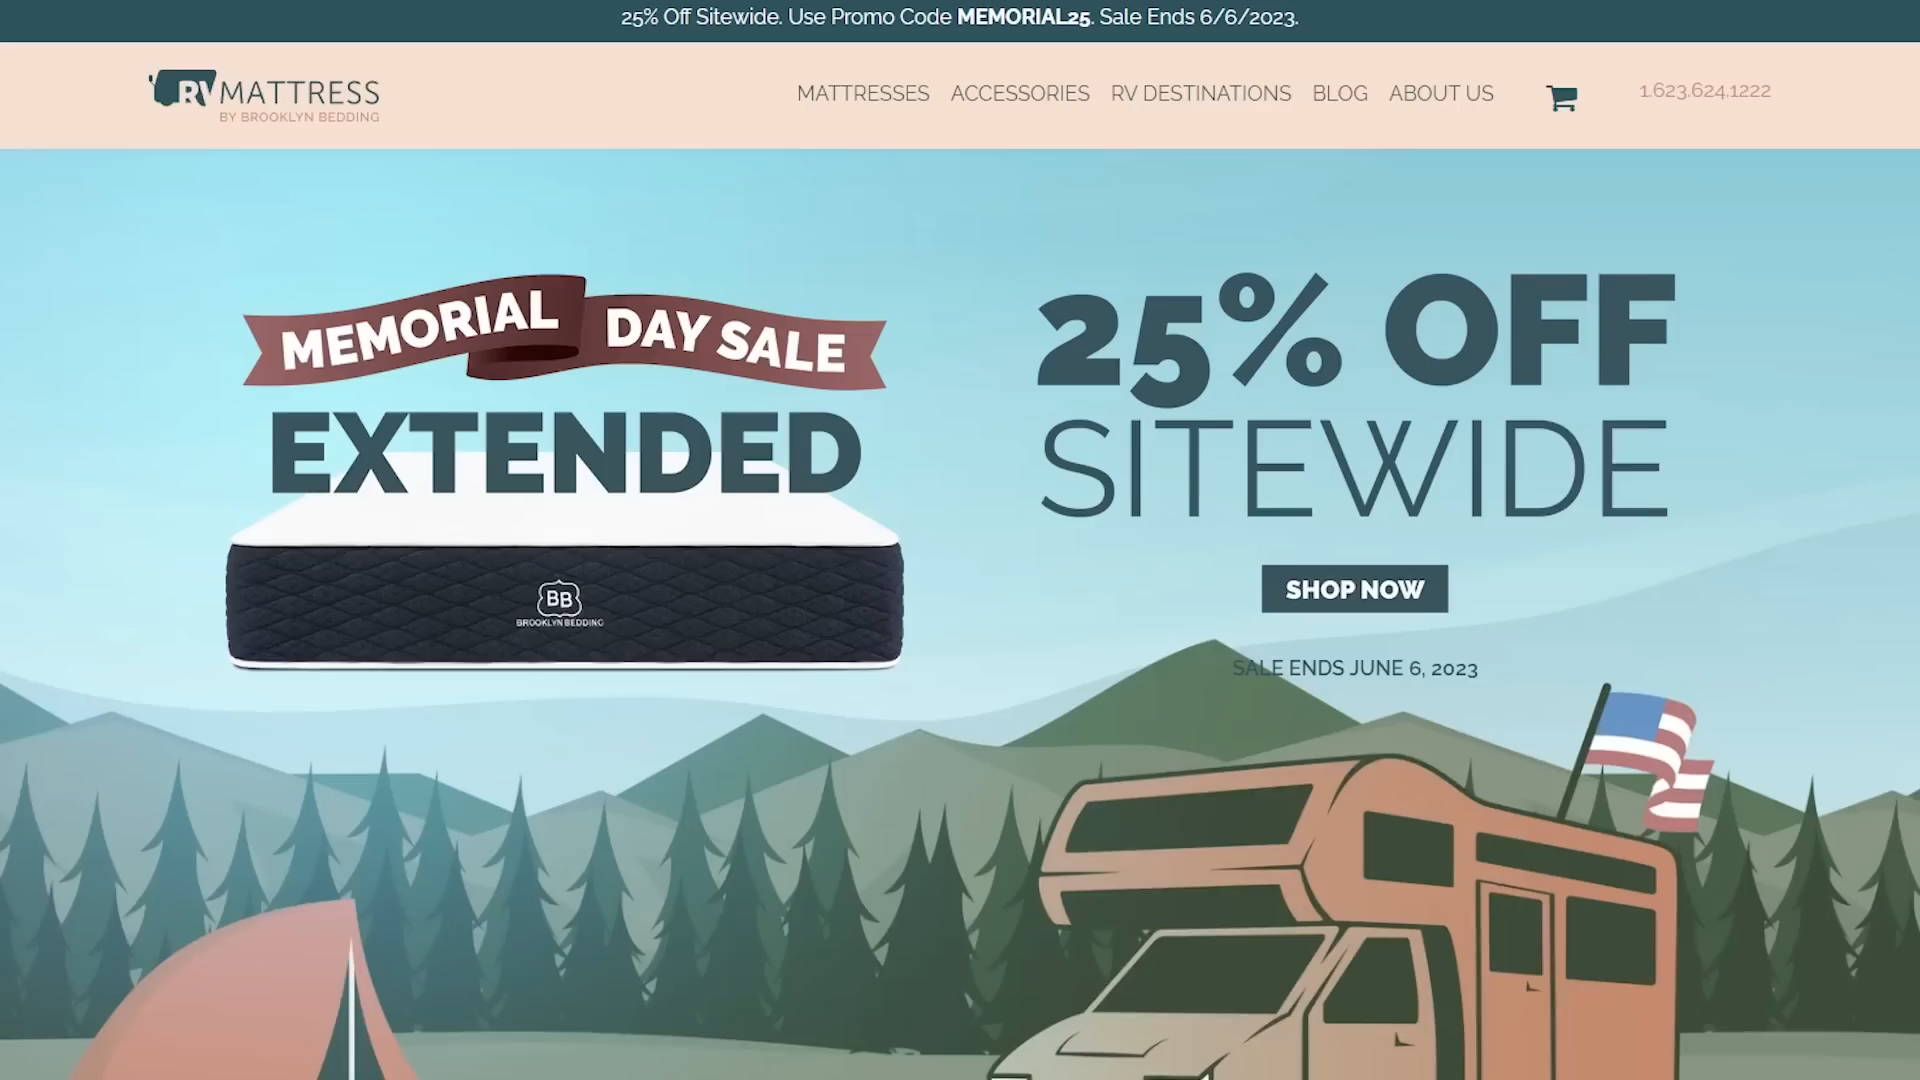 25% Off Sitewide. Use Promo Code MEMORIAL25. Sale Ends 6/6/2023.
RV MATTRESS
BY BROOKLYN BEDDING
MATTRESSES ACCESSORIES RV DESTINATIONS BLOG ABOUT US
1.623.624.1222
MEMORIAL DAY SALE
EXTENDED
BB
BROOKLYN BEDDING
25% OFF
SITEWIDE
SHOP NOW
SALE ENDS JUNE 6, 2023